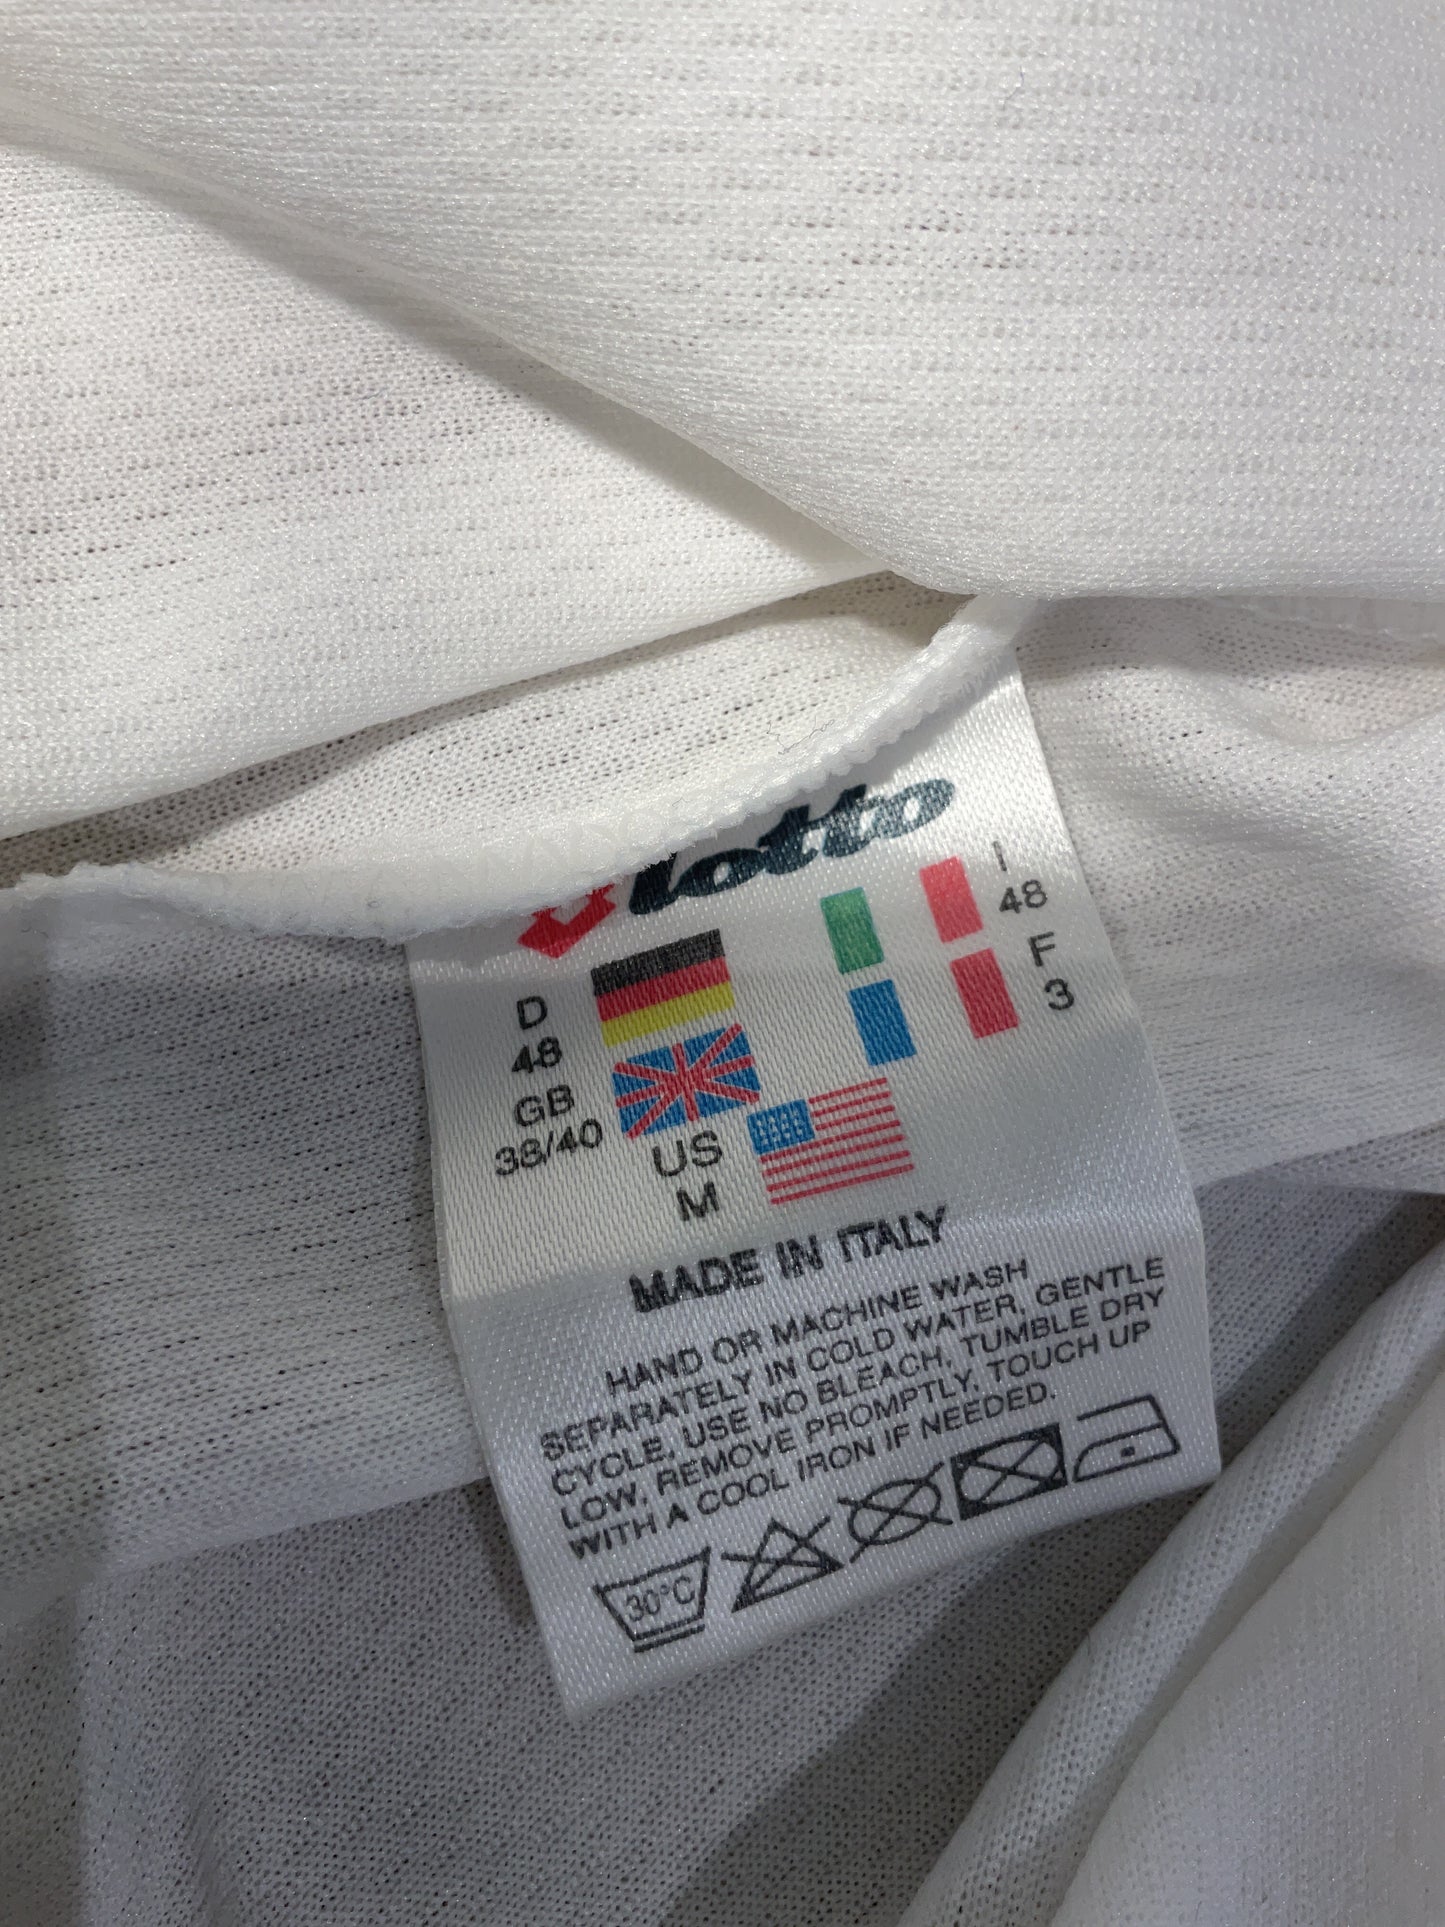 lotto
I
48
D
48
F
3
GB
38/40
US
M
MADE IN ITALY
HAND OR MACHINE WASH
SEPARATELY IN COLD WATER, GENTLE
CYCLE, USE NO BLEACH, TUMBLE DRY
LOW, REMOVE PROMPTLY, TOUCH UP
WITH A COOL IRON IF NEEDED.
30°C